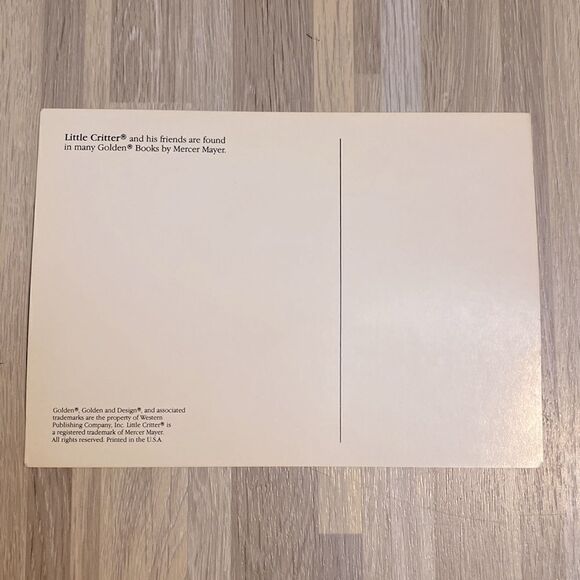 Little Critter® and his friends are found
in many Golden® Books by Mercer Mayer.
Golden®, Golden and Design®, and associated
trademarks are the property of Western
Publishing Company, Inc. Little Critter® is
a registered trademark of Mercer Mayer.
All rights reserved. Printed in the U.S.A.